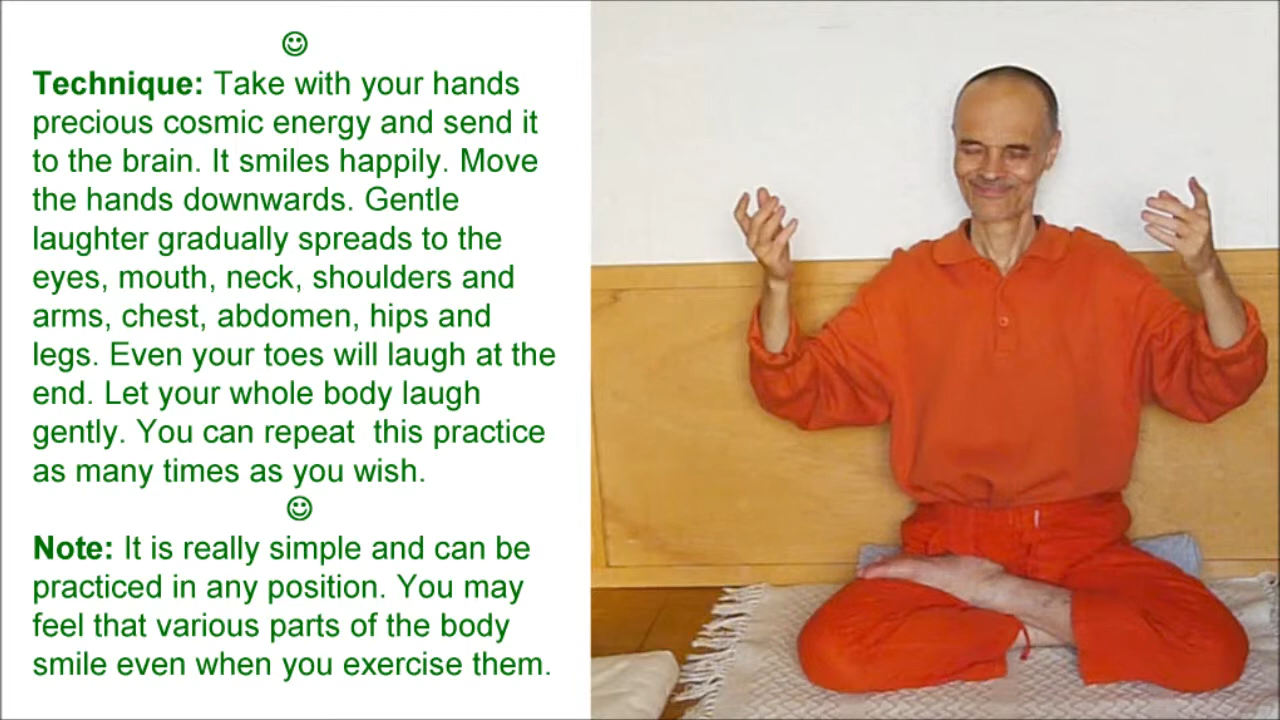 ☺
Technique: Take with your hands
precious cosmic energy and send it
to the brain. It smiles happily. Move
the hands downwards. Gentle
laughter gradually spreads to the
eyes, mouth, neck, shoulders and
arms, chest, abdomen, hips and
legs. Even your toes will laugh at the
end. Let your whole body laugh
gently. You can repeat  this practice
as many times as you wish.
☺
Note: It is really simple and can be
practiced in any position. You may
feel that various parts of the body
smile even when you exercise them.